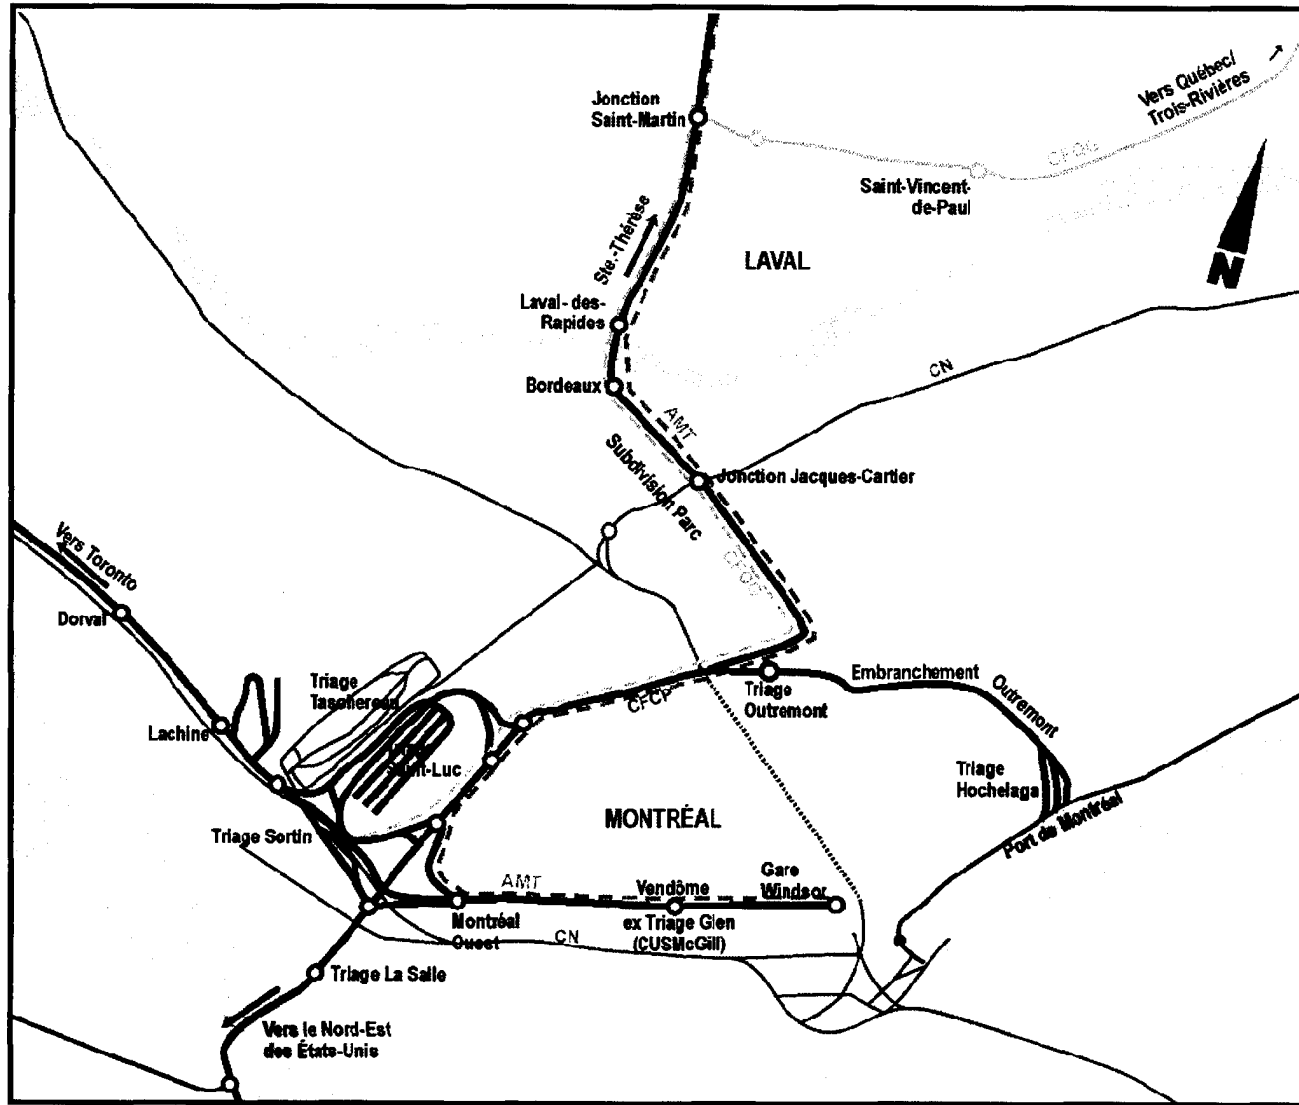 Jonction
Saint-Martin
Vers Québec/
Trois-Rivières
CFQG
Saint-Vincent-
de-Paul
Ste.-Thérèse
LAVAL
N
Laval-des-
Rapides
Bordeaux
CN
AMT
Subdivision Parc
Jonction Jacques-Cartier
CFQG
Vers Toronto
Dorval
Triage
Taschereau
Embranchement
Outremont
CFCP
Triage
Outremont
Lachine
Saint-Luc
Triage
Hochelaga
MONTRÉAL
Port de Montréal
Triage Sortin
Gare
Windsor
AMT
Vendôme
Montréal
Ouest
ex Triage Glen
(CUSMcGill)
CN
Triage La Salle
Vers le Nord-Est
des États-Unis